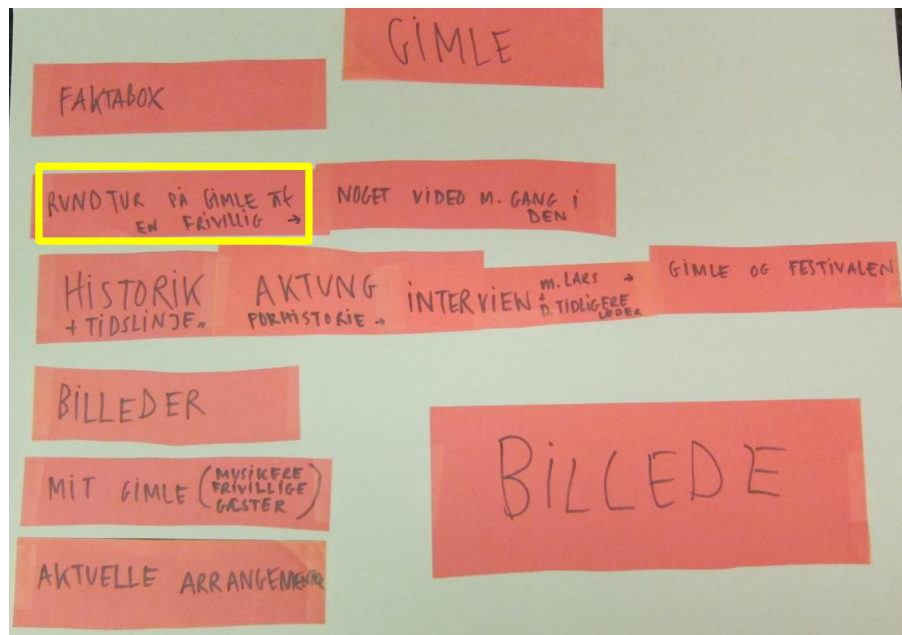 GIMLE
FAKTABOX
RUNDTUR PÅ GIMLE AF
EN FRIVILLIG →
NOGET VIDEO M. GANG i
DEN
HISTORIK
+ TIDSLINJE
AKTUNG
PORHISTORIE
INTERVIEN m. LARS →
+
D. TIDLIGERE
LEDER
GIMLE OG FESTIVALEN
BILLEDER
MIT GIMLE (MUSIKERE
FRIVILLIGE
GÆSTER)
AKTUELLE ARRANGEMENTER
BILLEDE